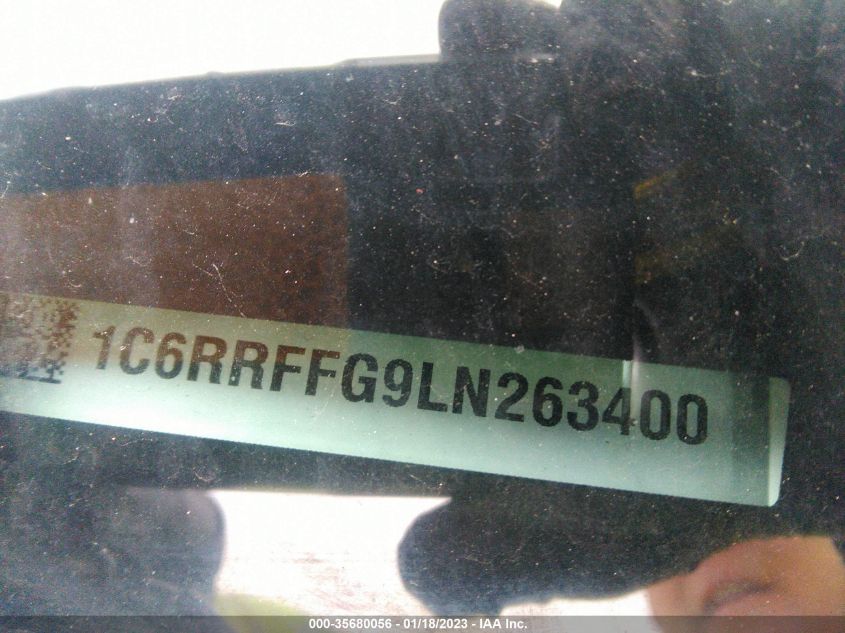 1C6RRFFG9LN263400
000-35680056 - 01/18/2023 - IAA Inc.